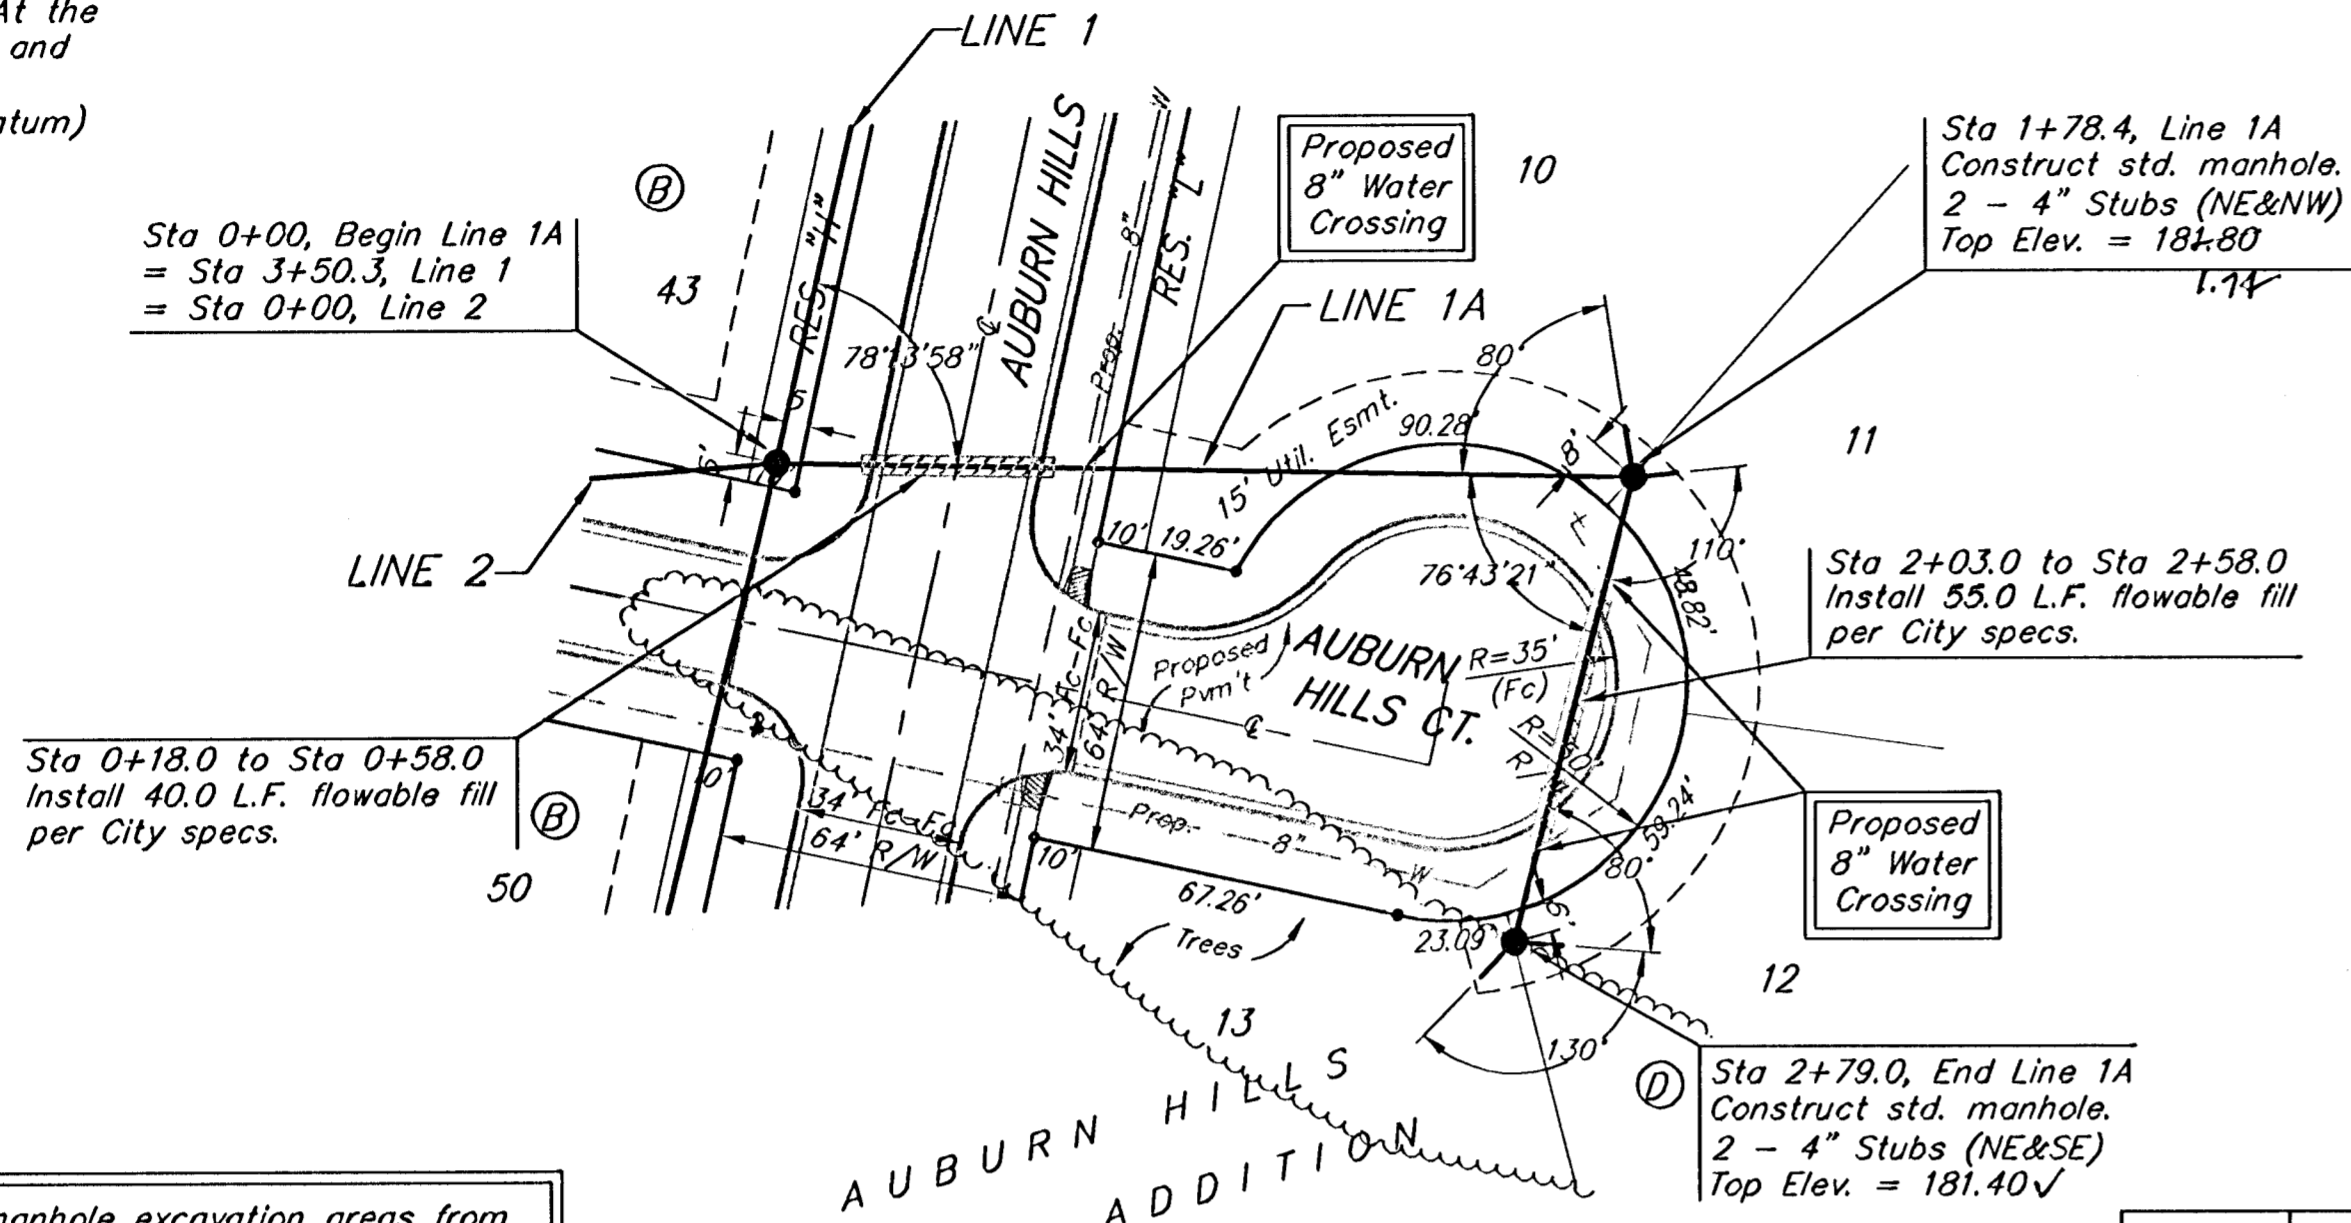 At the
and
atum)
LINE 1
Proposed
8" Water
Crossing
10
Sta 1+78.4, Line 1A
Construct std. manhole.
2 - 4" Stubs (NE&NW)
Top Elev. = 181.80
1.74
B
Sta 0+00, Begin Line 1A
= Sta 3+50.3, Line 1
= Sta 0+00, Line 2
43
RES "H"
AUBURN HILLS
℄
Prop. 8" W
RES. "L"
LINE 1A
78°13'58"
80°
5'
6'
15' Util. Esmt.
90.28'
8'
11
LINE 2
10'
19.26'
76°43'21"
110°
48.82'
Sta 2+03.0 to Sta 2+58.0
Install 55.0 L.F. flowable fill
per City specs.
34' Fc-Fc
64' R/W
Proposed
Pvm't
AUBURN
HILLS CT.
℄
R=35'
(Fc)
R=50'
R/W
Sta 0+18.0 to Sta 0+58.0
Install 40.0 L.F. flowable fill
per City specs.
B
50
10'
34' Fc-Fc
64' R/W
10'
Prop. 8" W
67.26'
Trees
59.24'
80°
Proposed
8" Water
Crossing
6'
23.09'
12
13
130°
D
Sta 2+79.0, End Line 1A
Construct std. manhole.
2 - 4" Stubs (NE&SE)
Top Elev. = 181.40✓
AUBURN HILLS
ADDITION
manhole excavation areas from